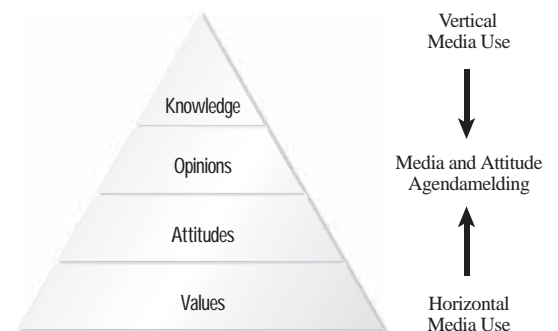 Knowledge
Opinions
Attitudes
Values
Vertical
Media Use
Media and Attitude
Agendamelding
Horizontal
Media Use